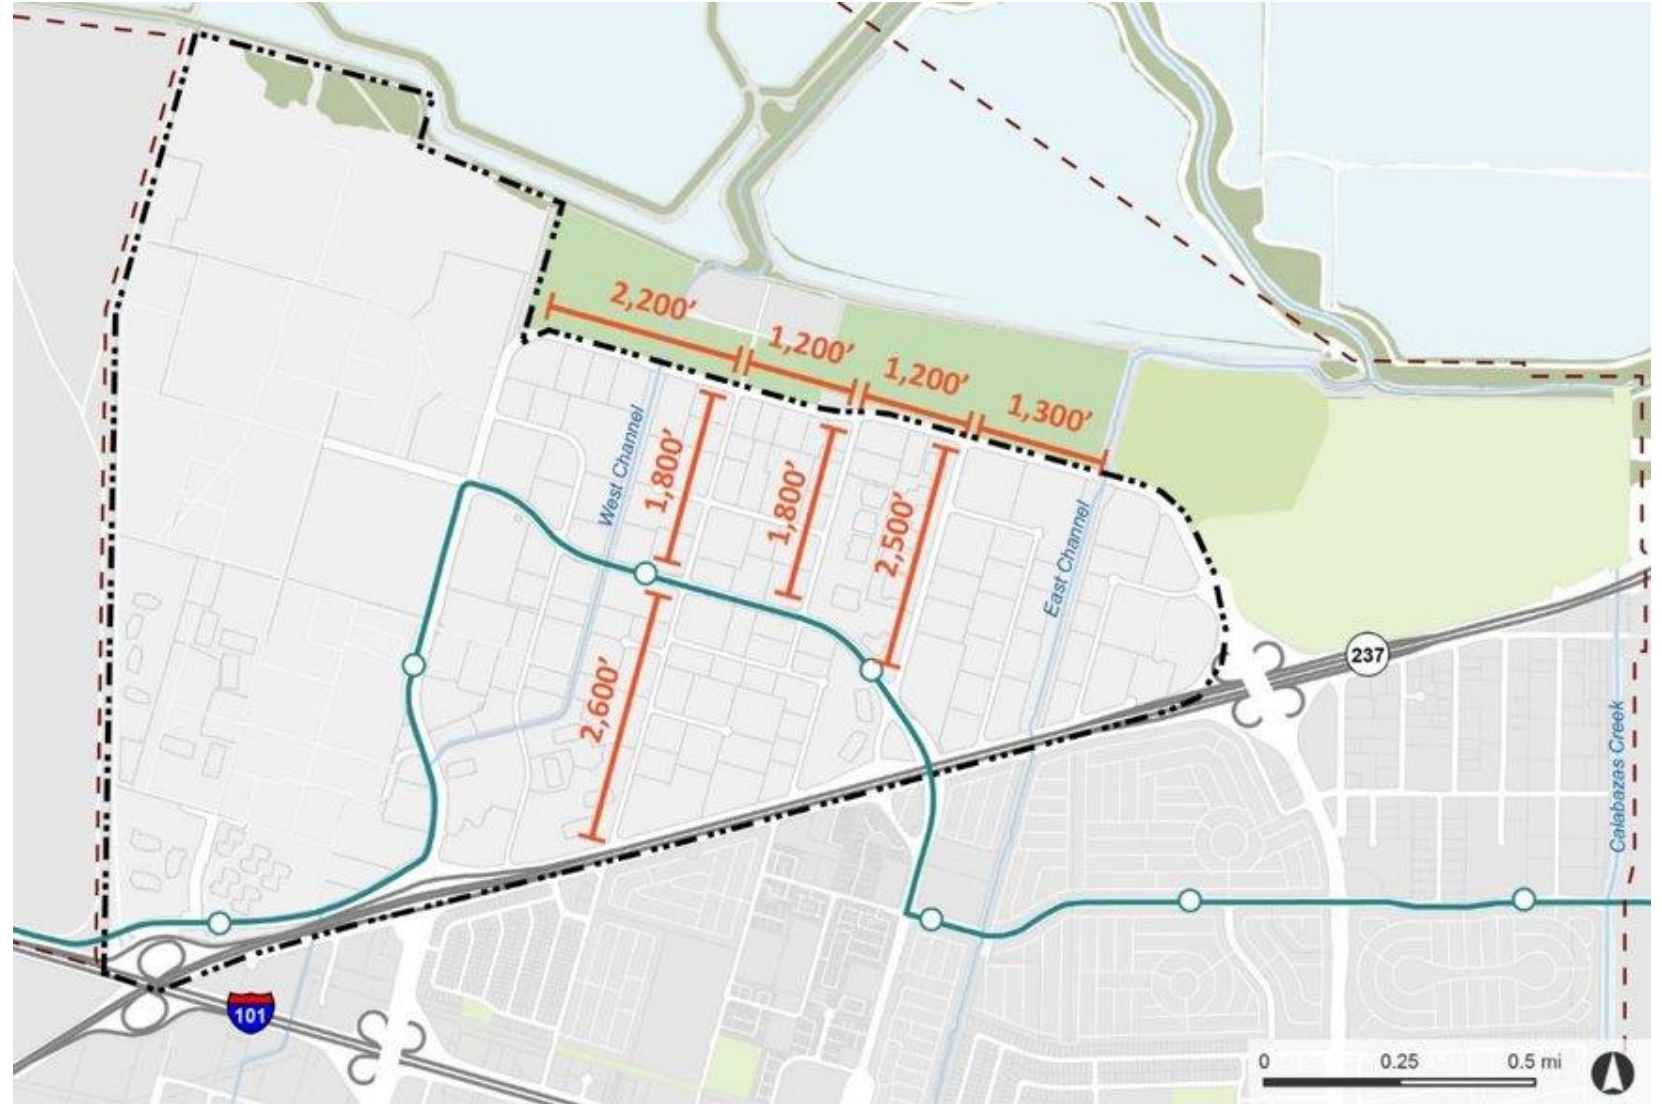 2,200’
1,200’
1,200’
1,300’
West Channel
1,800’
1,800’
2,500’
East Channel
2,600’
237
Calabazas Creek
101
0 0.25 0.5 mi